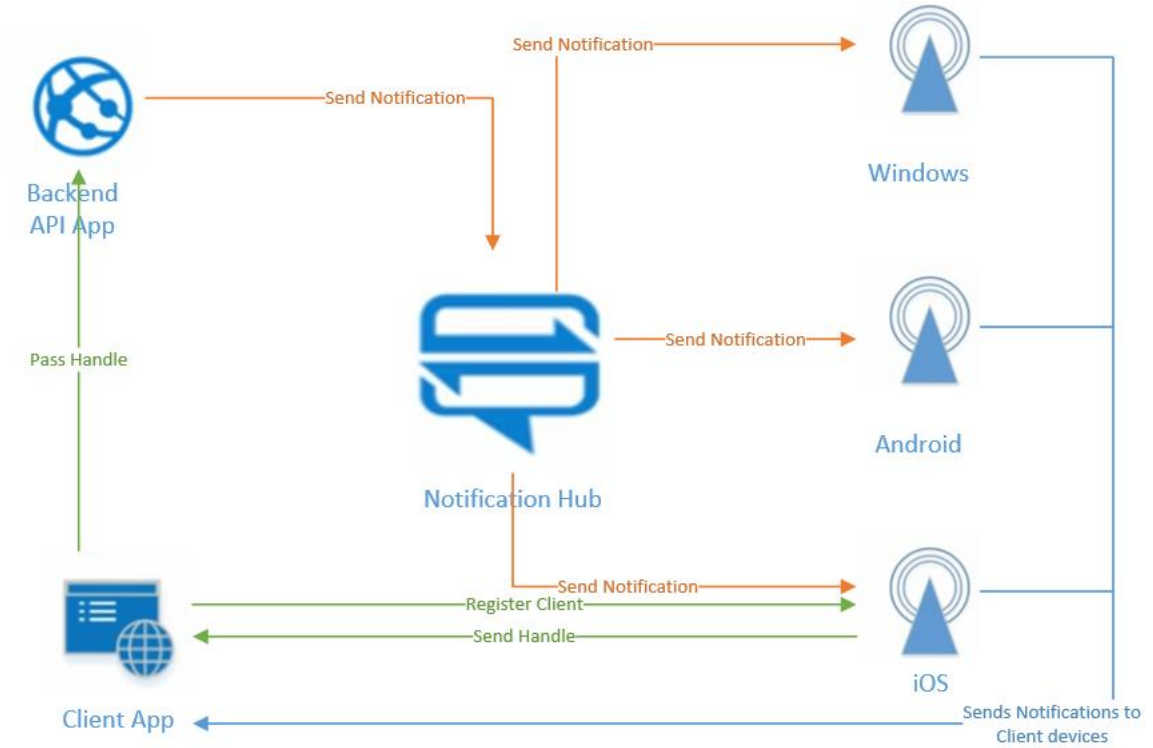 Send Notification
Send Notification
Windows
Backend
API App
Send Notification
Pass Handle
Android
Notification Hub
Send Notification
Register Client
Send Handle
iOS
Client App
Sends Notifications to
Client devices